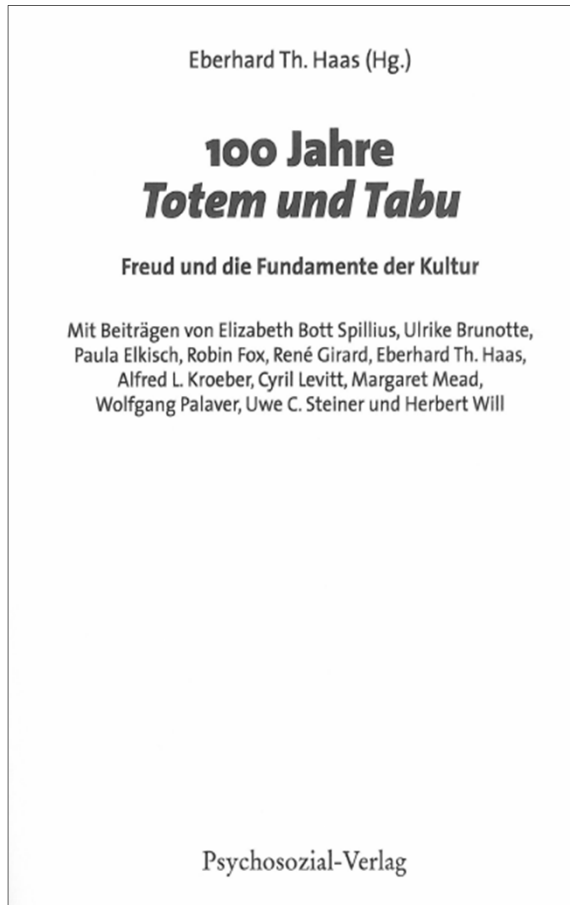 Eberhard Th. Haas (Hg.)
100 Jahre
Totem und Tabu
Freud und die Fundamente der Kultur
Mit Beiträgen von Elizabeth Bott Spillius, Ulrike Brunotte,
Paula Elkisch, Robin Fox, René Girard, Eberhard Th. Haas,
Alfred L. Kroeber, Cyril Levitt, Margaret Mead,
Wolfgang Palaver, Uwe C. Steiner und Herbert Will
Psychosozial-Verlag